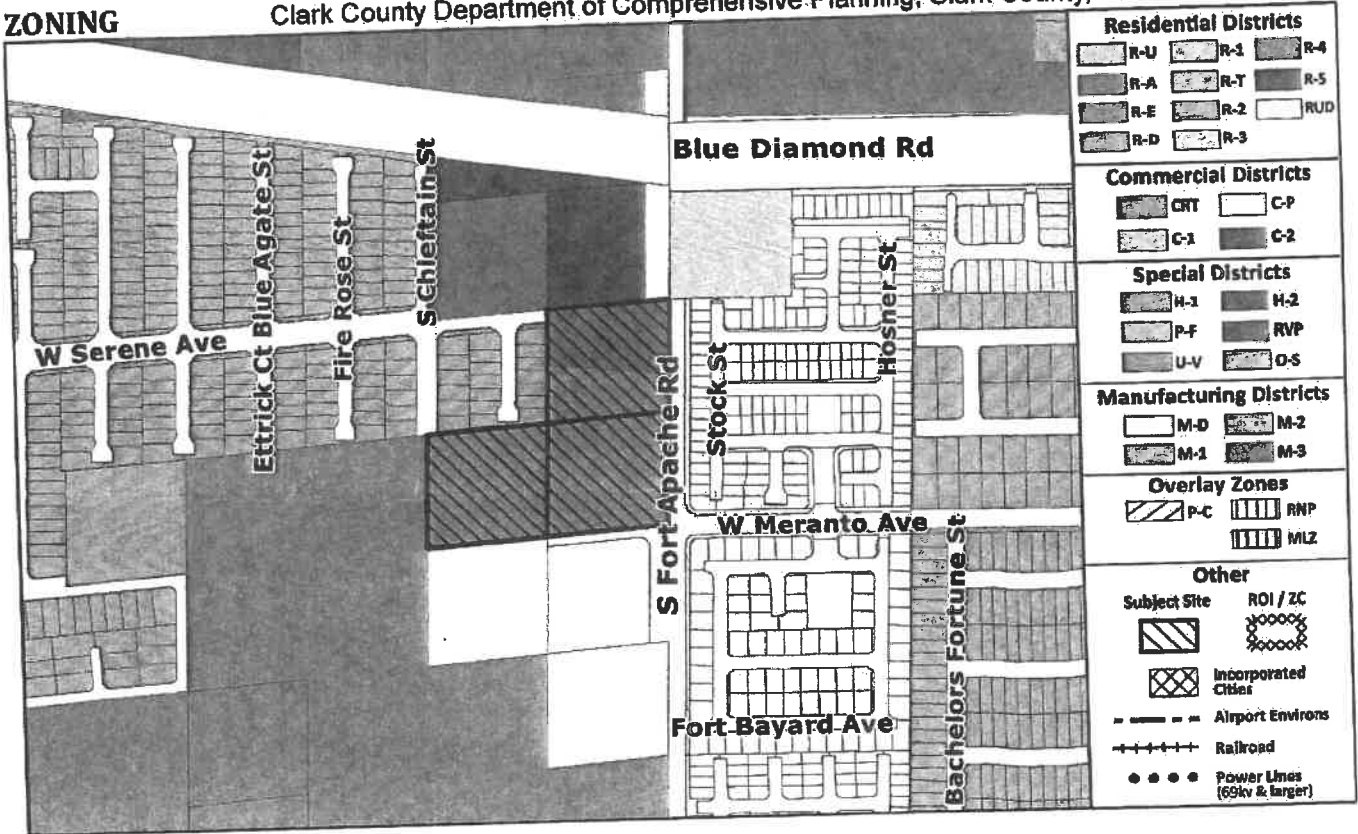 ZONING
Clark County Department of Comprehensive Planning, Clark County,
Blue Diamond Rd
W Serene Ave
Ettrick Ct
Blue Agate St
Fire Rose St
S Chieftain St
S Fort Apache Rd
Stock St
Hosner St
W Meranto Ave
Bachelors Fortune St
Fort Bayard Ave
Residential Districts
R-U R-1 R-4
R-A R-T R-5
R-E R-2 RUD
R-D R-3
Commercial Districts
CRT C-P
C-1 C-2
Special Districts
H-1 H-2
P-F RVP
U-V O-S
Manufacturing Districts
M-D M-2
M-1 M-3
Overlay Zones
P-C RNP
MLZ
Other
Subject Site ROI / ZC
Incorporated
Cities
Airport Environs
Railroad
Power Lines
(69kv & larger)